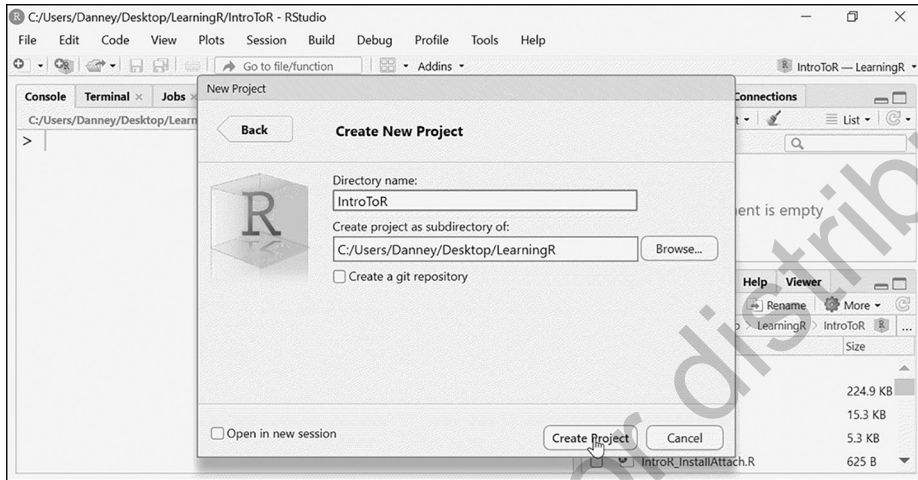 C:/Users/Danney/Desktop/LearningR/IntroToR - RStudio
File Edit Code View Plots Session Build Debug Profile Tools Help
Go to file/function Addins IntroToR — LearningR
Console Terminal Jobs Connections
C:/Users/Danney/Desktop/Learn List
>
New Project
Back
Create New Project
R
Directory name:
IntroToR
Create project as subdirectory of:
C:/Users/Danney/Desktop/LearningR
Browse...
Create a git repository
Open in new session
Create Project
Cancel
ent is empty
Help Viewer
Rename More
LearningR IntroToR ...
Size
224.9 KB
15.3 KB
5.3 KB
IntroR_InstallAttach.R 625 B
or distrib